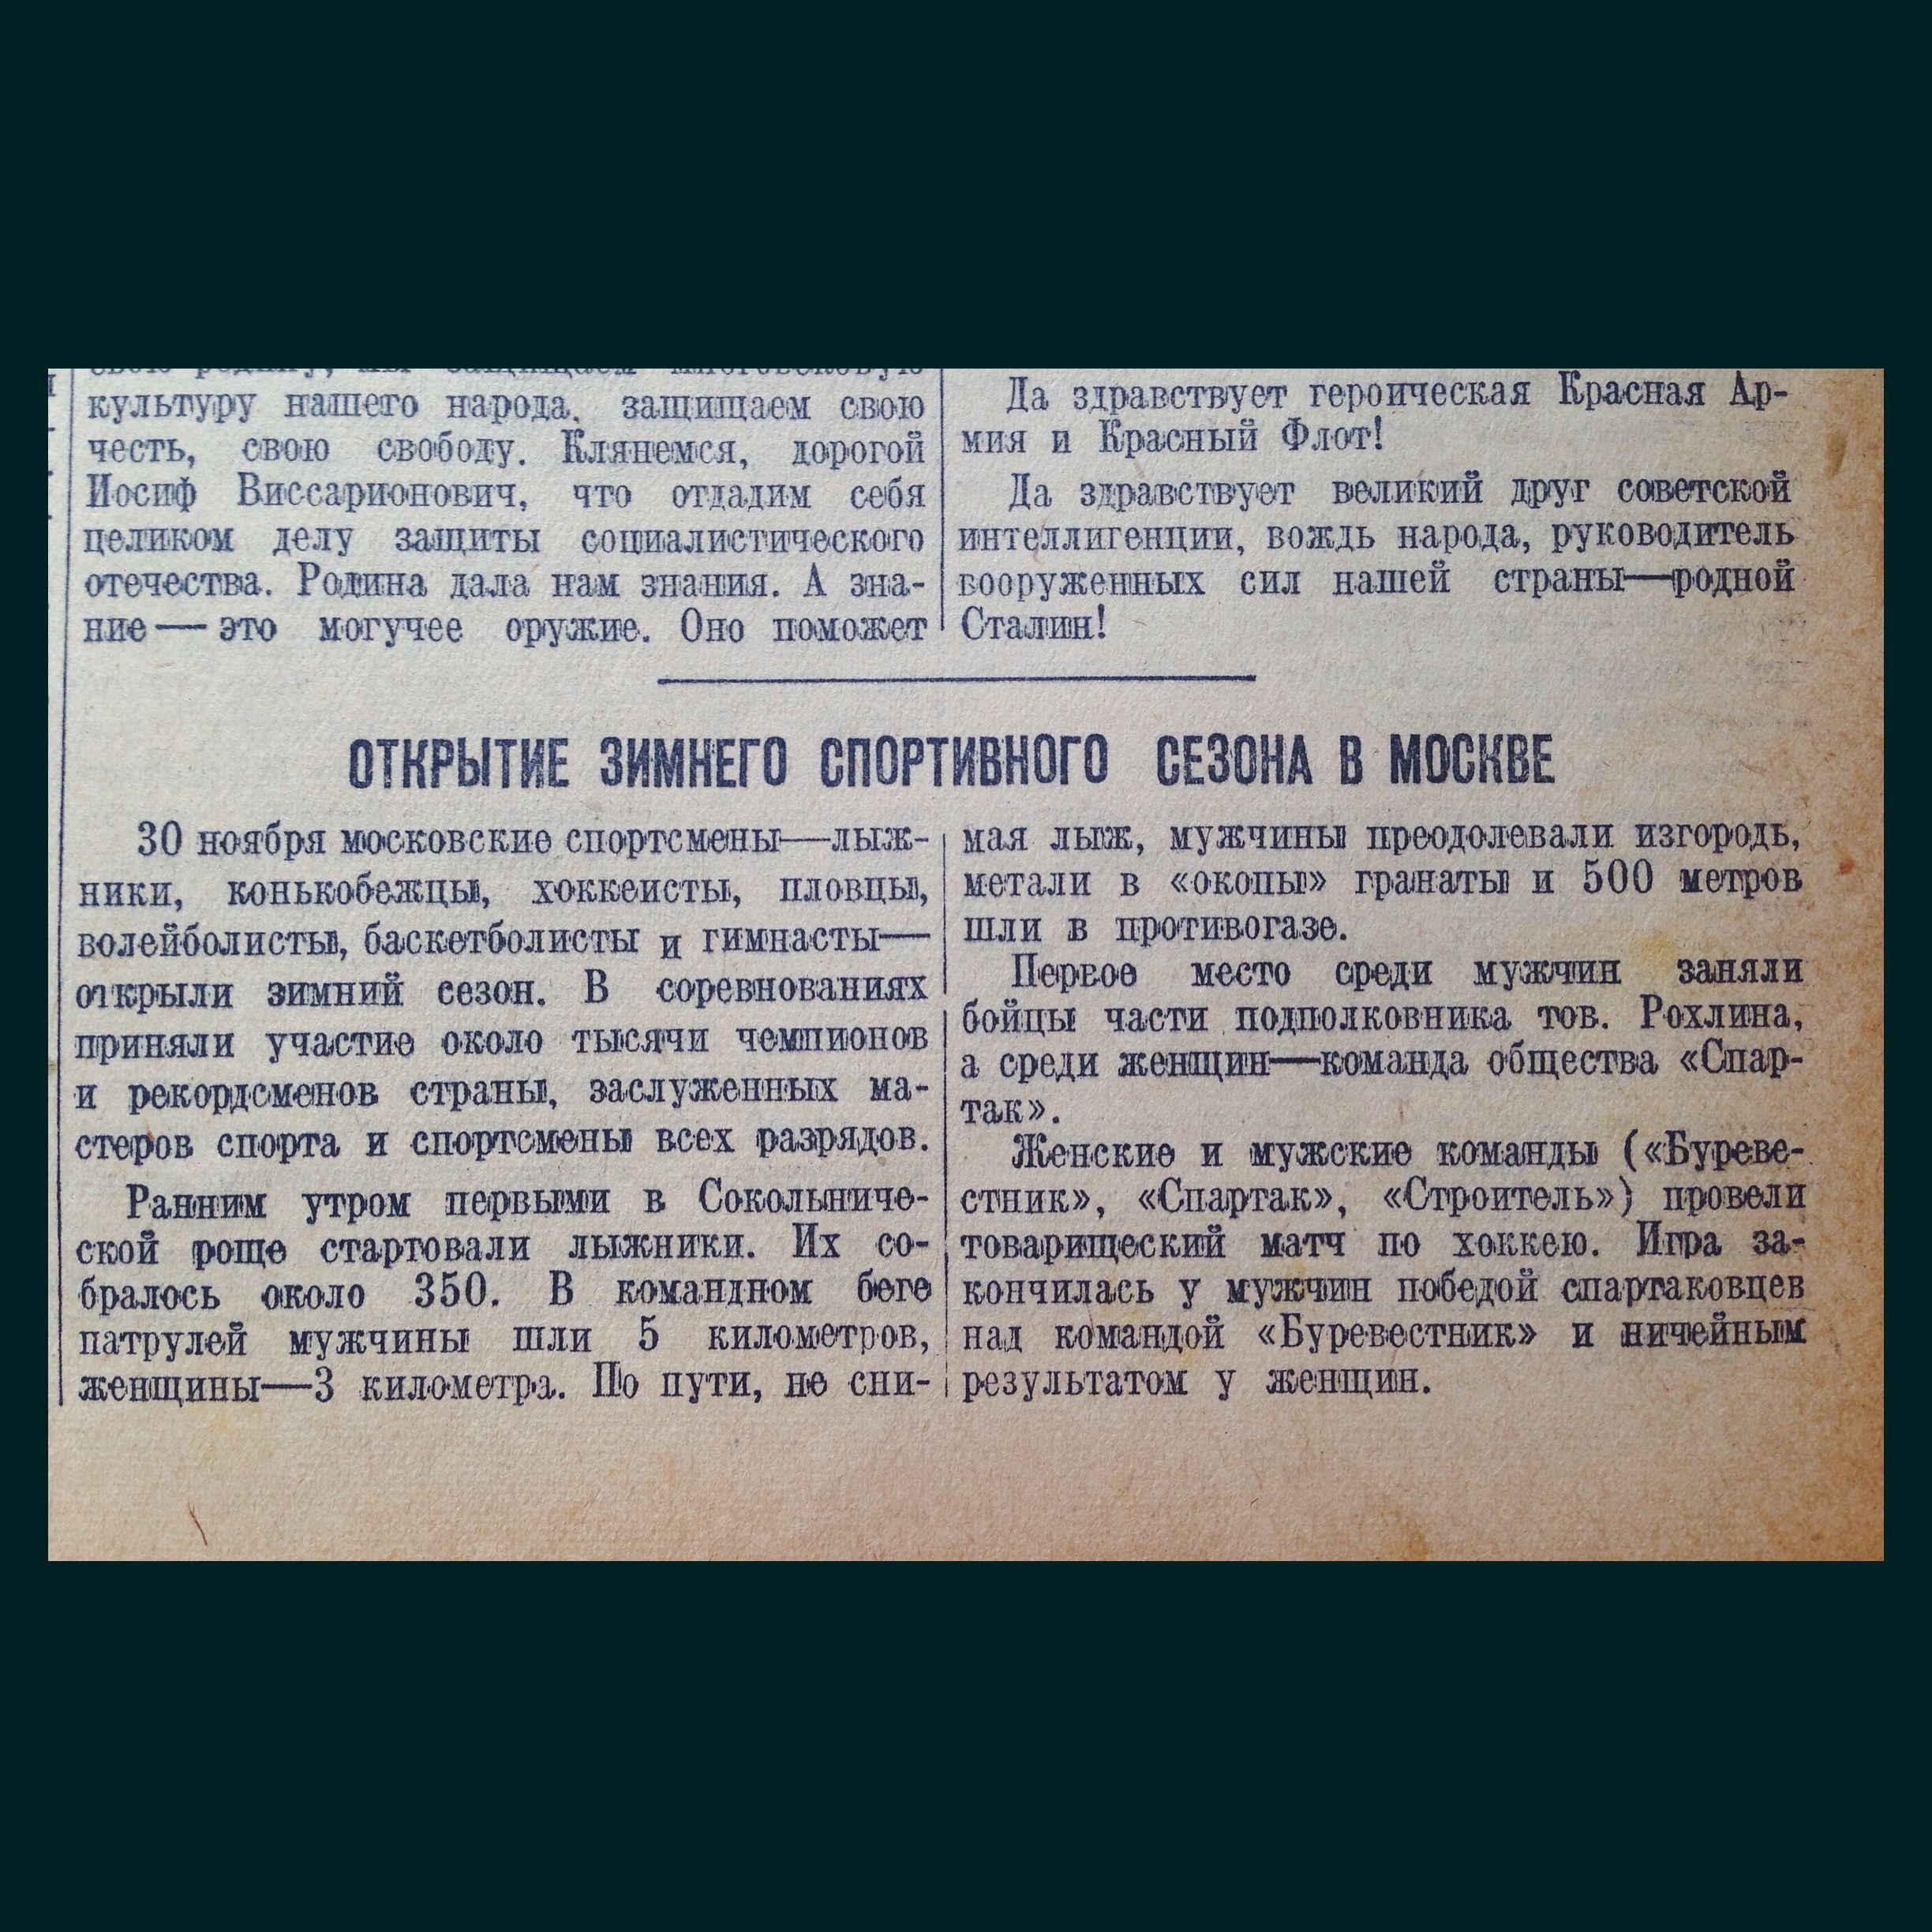 свою родину, мы защищаем многовековую
культуру нашего народа, защищаем свою
честь, свою свободу. Клянемся, дорогой
Иосиф Виссарионович, что отдадим себя
целиком делу защиты социалистического
отечества. Родина дала нам знания. А зна-
ние — это могучее оружие. Оно поможет
Да здравствует героическая Красная Ар-
мия и Красный Флот!
Да здравствует великий друг советской
интеллигенции, вождь народа, руководитель
вооруженных сил нашей страны—родной
Сталин!
ОТКРЫТИЕ ЗИМНЕГО СПОРТИВНОГО СЕЗОНА В МОСКВЕ
30 ноября московские спортсмены—лыж-
ники, конькобежцы, хоккеисты, пловцы,
волейболисты, баскетболисты и гимнасты—
открыли зимний сезон. В соревнованиях
приняли участие около тысячи чемпионов
и рекордсменов страны, заслуженных ма-
стеров спорта и спортсмены всех разрядов.
Ранним утром первыми в Сокольниче-
ской роще стартовали лыжники. Их со-
бралось около 350. В командном беге
патрулей мужчины шли 5 километров,
женщины—3 километра. По пути, не сни-
мая лыж, мужчины преодолевали изгородь,
метали в «окопы» гранаты и 500 метров
шли в противогазе.
Первое место среди мужчин заняли
бойцы части подполковника тов. Рохлина,
а среди женщин—команда общества «Спар-
так».
Женские и мужские команды («Буреве-
стник», «Спартак», «Строитель») провели
товарищеский матч по хоккею. Игра за-
кончилась у мужчин победой спартаковцев
над командой «Буревестник» и ничейным
результатом у женщин.